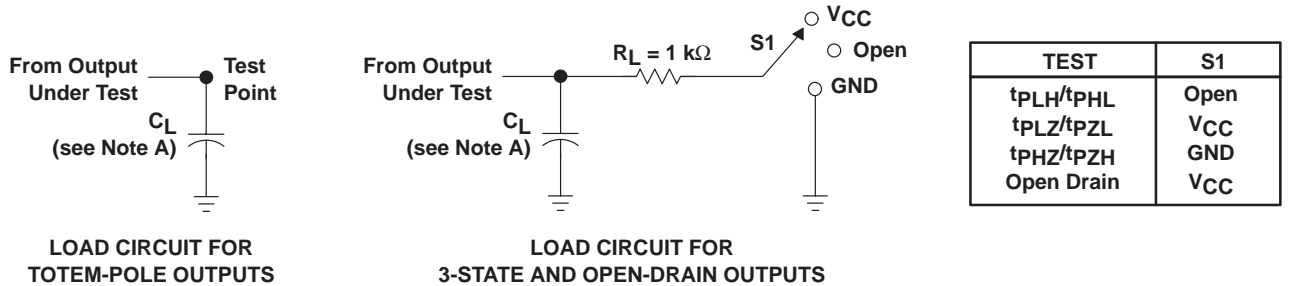 From Output
Under Test
Test
Point
CL
(see Note A)
LOAD CIRCUIT FOR
TOTEM-POLE OUTPUTS
From Output
Under Test
RL = 1 kΩ
S1
VCC
Open
GND
CL
(see Note A)
LOAD CIRCUIT FOR
3-STATE AND OPEN-DRAIN OUTPUTS
TEST S1
tPLH/tPHL Open
tPLZ/tPZL VCC
tPHZ/tPZH GND
Open Drain VCC